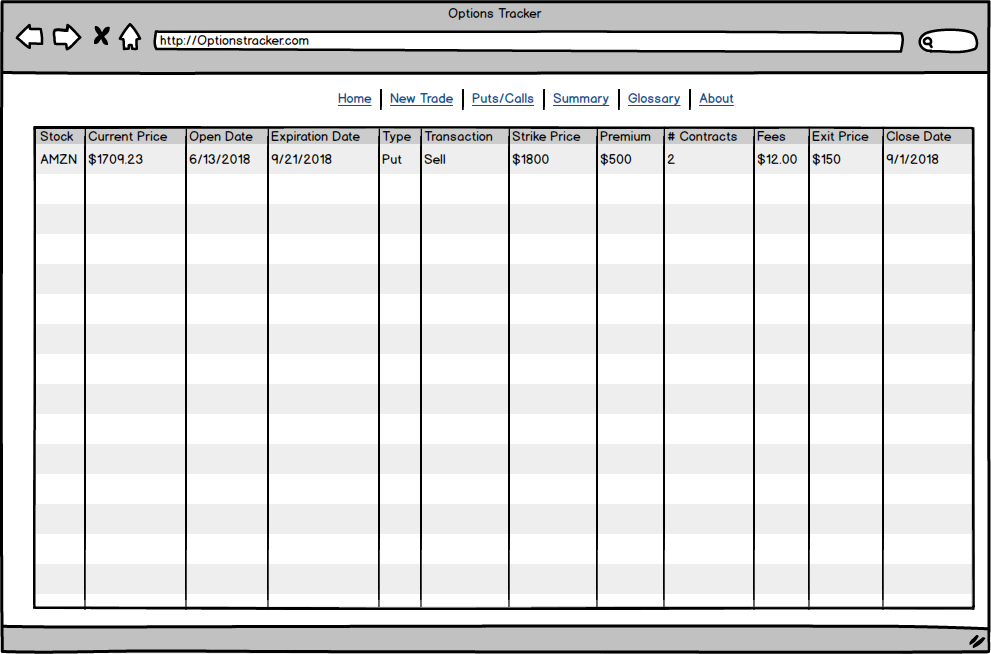 Options Tracker
http://Optionstracker.com
Home New Trade Puts/Calls Summary Glossary About
Stock Current Price Open Date Expiration Date Type Transaction Strike Price Premium # Contracts Fees Exit Price Close Date
AMZN $1709.23 6/13/2018 9/21/2018 Put Sell $1800 $500 2 $12.00 $150 9/1/2018